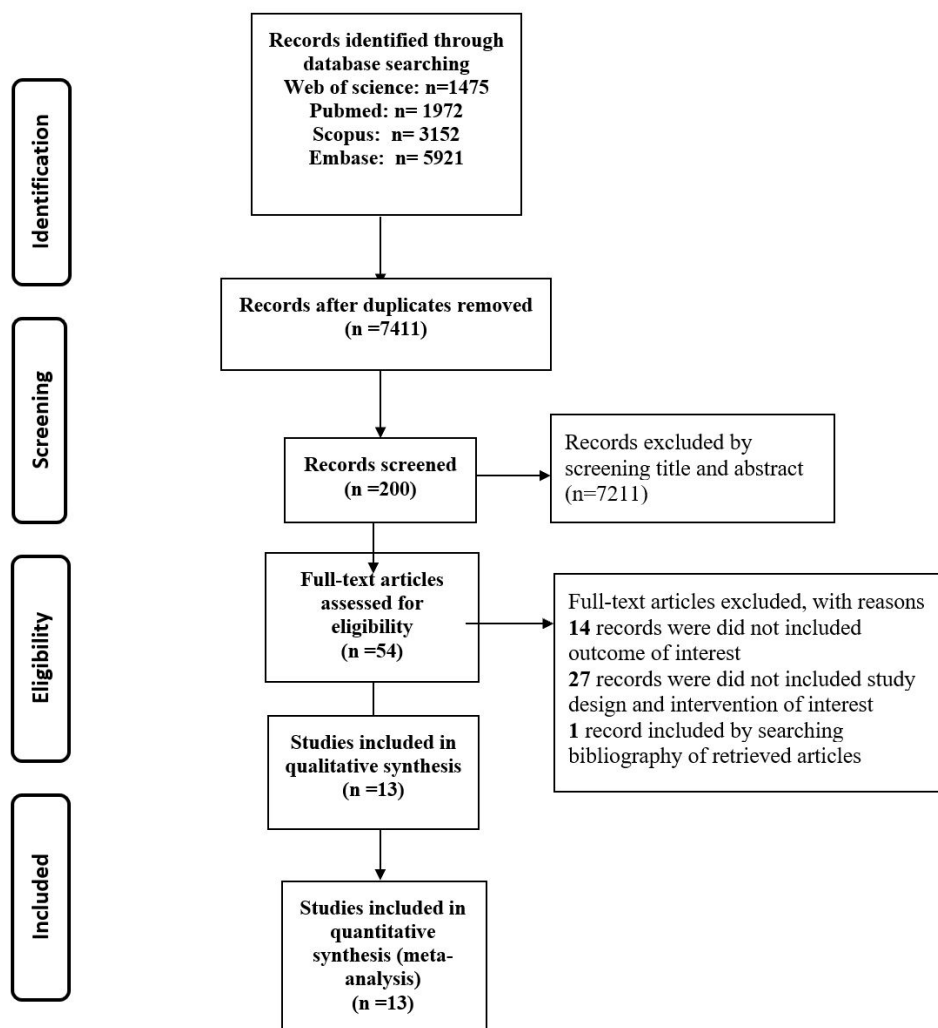 Records identified through
database searching
Web of science: n=1475
Pubmed: n= 1972
Scopus: n= 3152
Embase: n= 5921
Identification
Records after duplicates removed
(n =7411)
Screening
Records screened
(n =200)
Records excluded by
screening title and abstract
(n=7211)
Eligibility
Full-text articles
assessed for
eligibility
(n =54)
Full-text articles excluded, with reasons
14 records were did not included
outcome of interest
27 records were did not included study
design and intervention of interest
1 record included by searching
bibliography of retrieved articles
Studies included in
qualitative synthesis
(n =13)
Included
Studies included in
quantitative
synthesis (meta-
analysis)
(n =13)